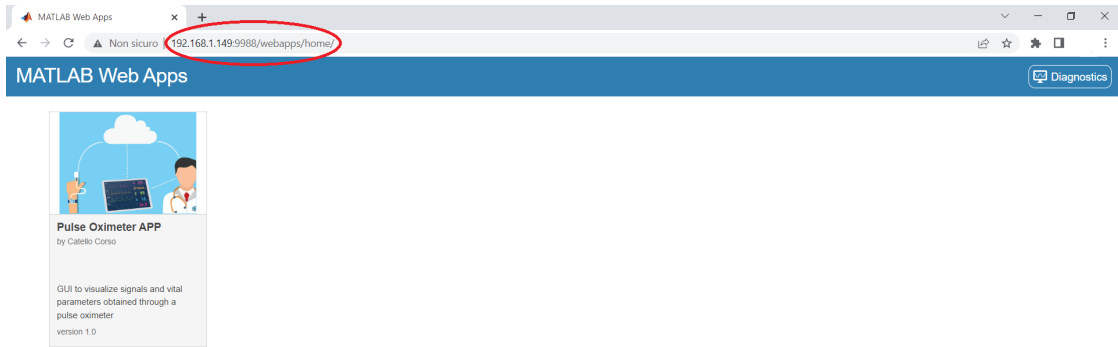 MATLAB Web Apps
Non sicuro | 192.168.1.149:9988/webapps/home/
MATLAB Web Apps
Diagnostics
Pulse Oximeter APP
by Catello Corso
GUI to visualize signals and vital
parameters obtained through a
pulse oximeter
version 1.0